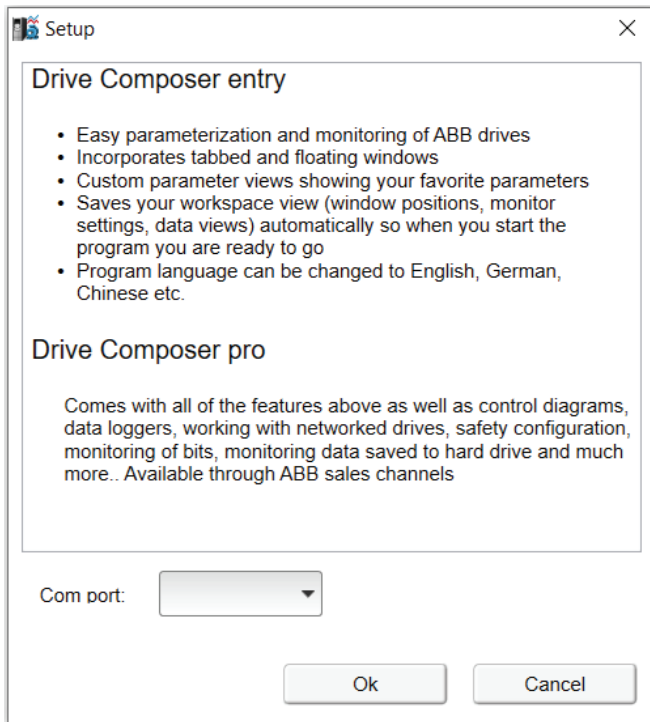 Setup
Drive Composer entry
• Easy parameterization and monitoring of ABB drives
• Incorporates tabbed and floating windows
• Custom parameter views showing your favorite parameters
• Saves your workspace view (window positions, monitor
settings, data views) automatically so when you start the
program you are ready to go
• Program language can be changed to English, German,
Chinese etc.
Drive Composer pro
Comes with all of the features above as well as control diagrams,
data loggers, working with networked drives, safety configuration,
monitoring of bits, monitoring data saved to hard drive and much
more.. Available through ABB sales channels
Com port:
Ok Cancel